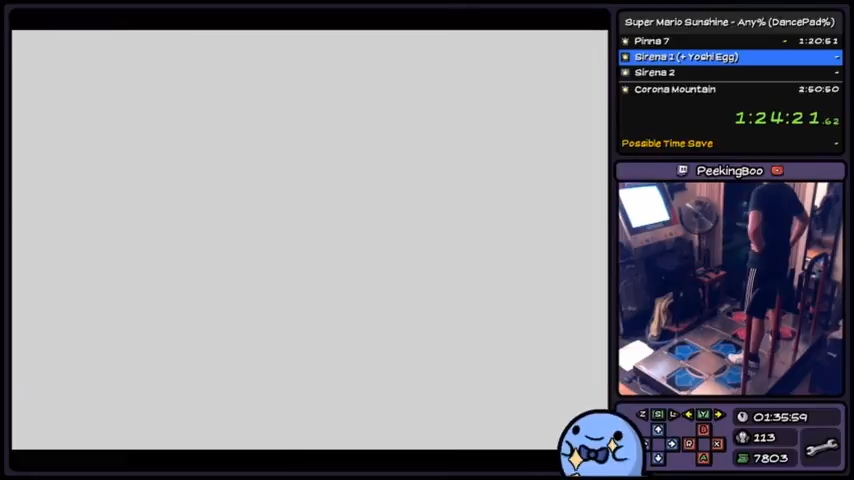 Super Mario Sunshine - Any% (DancePad%)
Pinna 7 - 1:20:51
Sirena 1 (+ Yoshi Egg) -
Sirena 2 -
Corona Mountain 2:50:50
1:24:21.62
Possible Time Save -
PeekingBoo
Z [S] L ← [Y] →
B
R X
A
01:35:59
113
7803